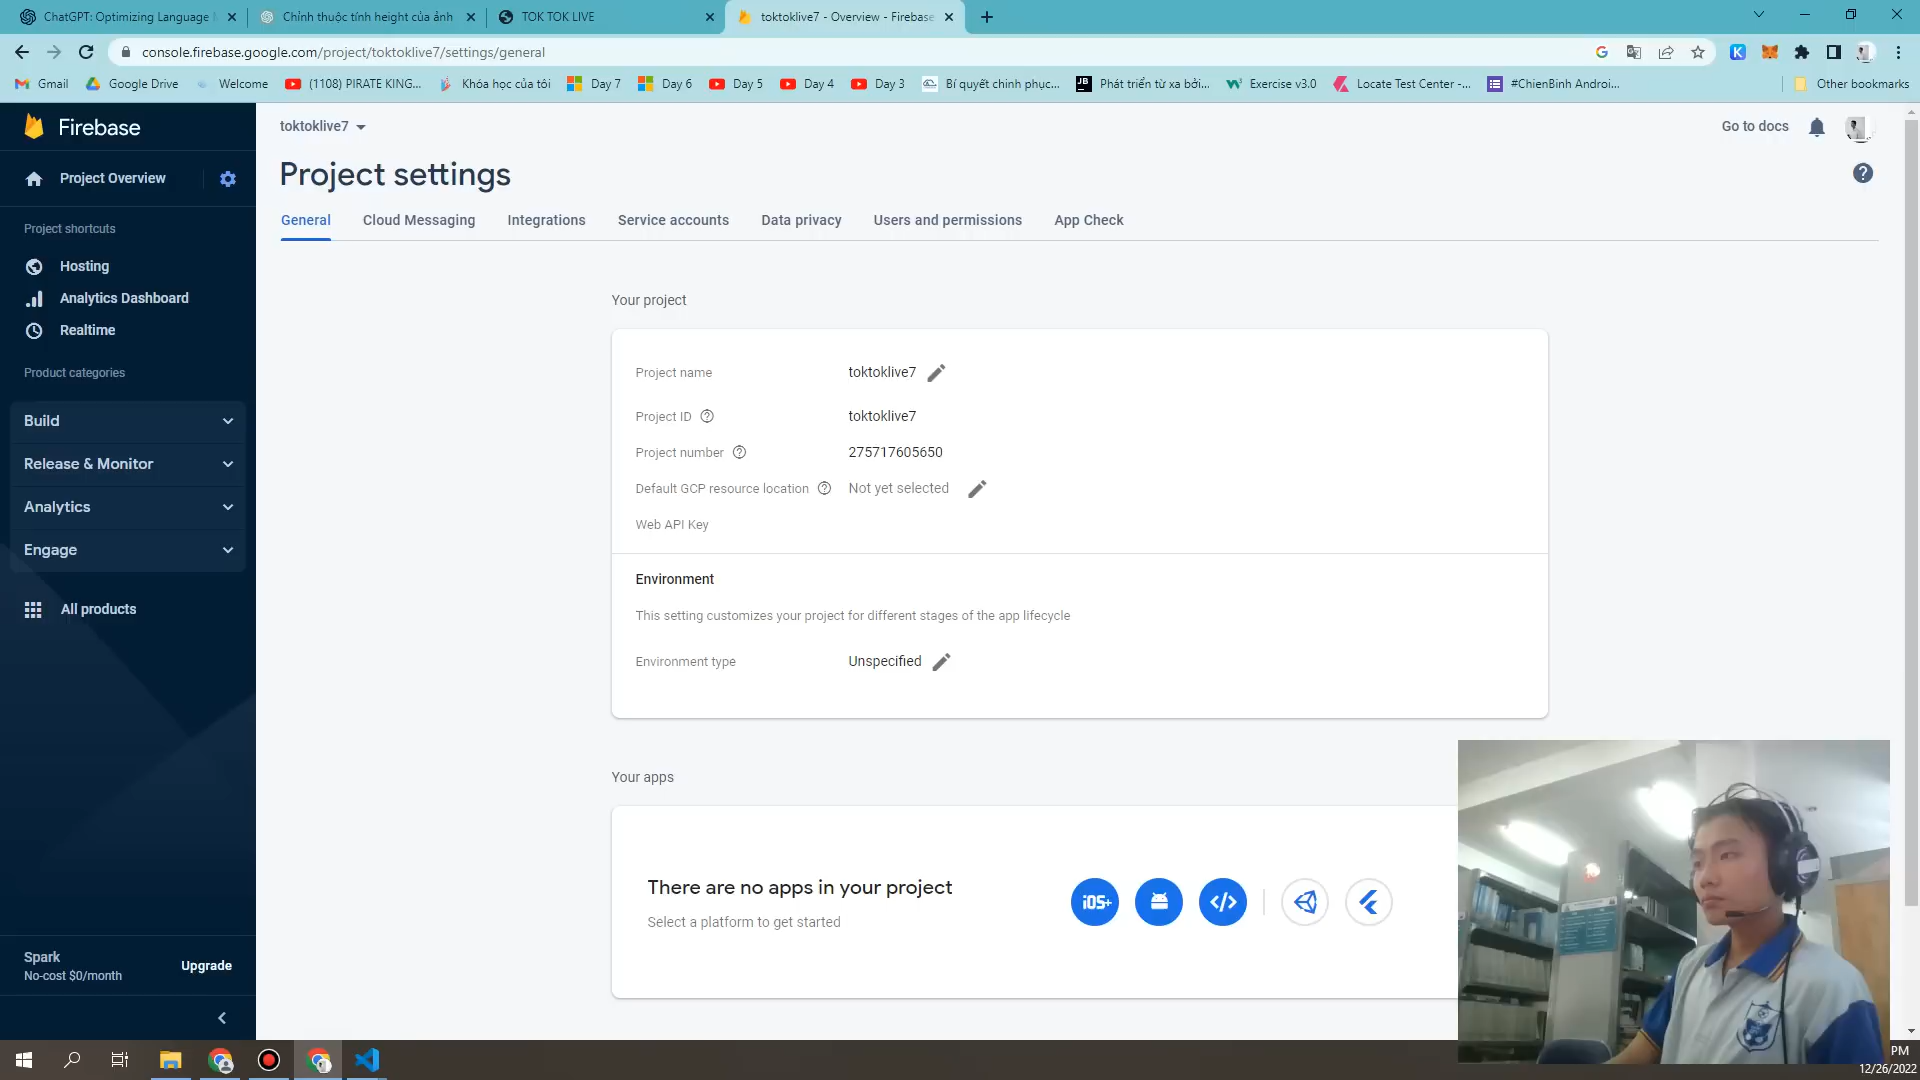 ChatGPT: Optimizing Language
Chỉnh thuộc tính height của ảnh
TOK TOK LIVE
toktoklive7 - Overview - Firebase
console.firebase.google.com/project/toktoklive7/settings/general
Gmail
Google Drive
Welcome
(1108) PIRATE KING...
Khóa học của tôi
Day 7
Day 6
Day 5
Day 4
Day 3
Bí quyết chinh phục...
Phát triển từ xa bởi...
Exercise v3.0
Locate Test Center -...
#ChienBinh Androi...
Other bookmarks
Firebase
toktoklive7
Go to docs
Project Overview
Project settings
General
Cloud Messaging
Integrations
Service accounts
Data privacy
Users and permissions
App Check
Project shortcuts
Hosting
Analytics Dashboard
Realtime
Product categories
Build
Release & Monitor
Analytics
Engage
All products
Spark
No-cost $0/month
Upgrade
Your project
Project name
toktoklive7
Project ID
toktoklive7
Project number
275717605650
Default GCP resource location
Not yet selected
Web API Key
Environment
This setting customizes your project for different stages of the app lifecycle
Environment type
Unspecified
Your apps
There are no apps in your project
Select a platform to get started
iOS+
PM
12/26/2022